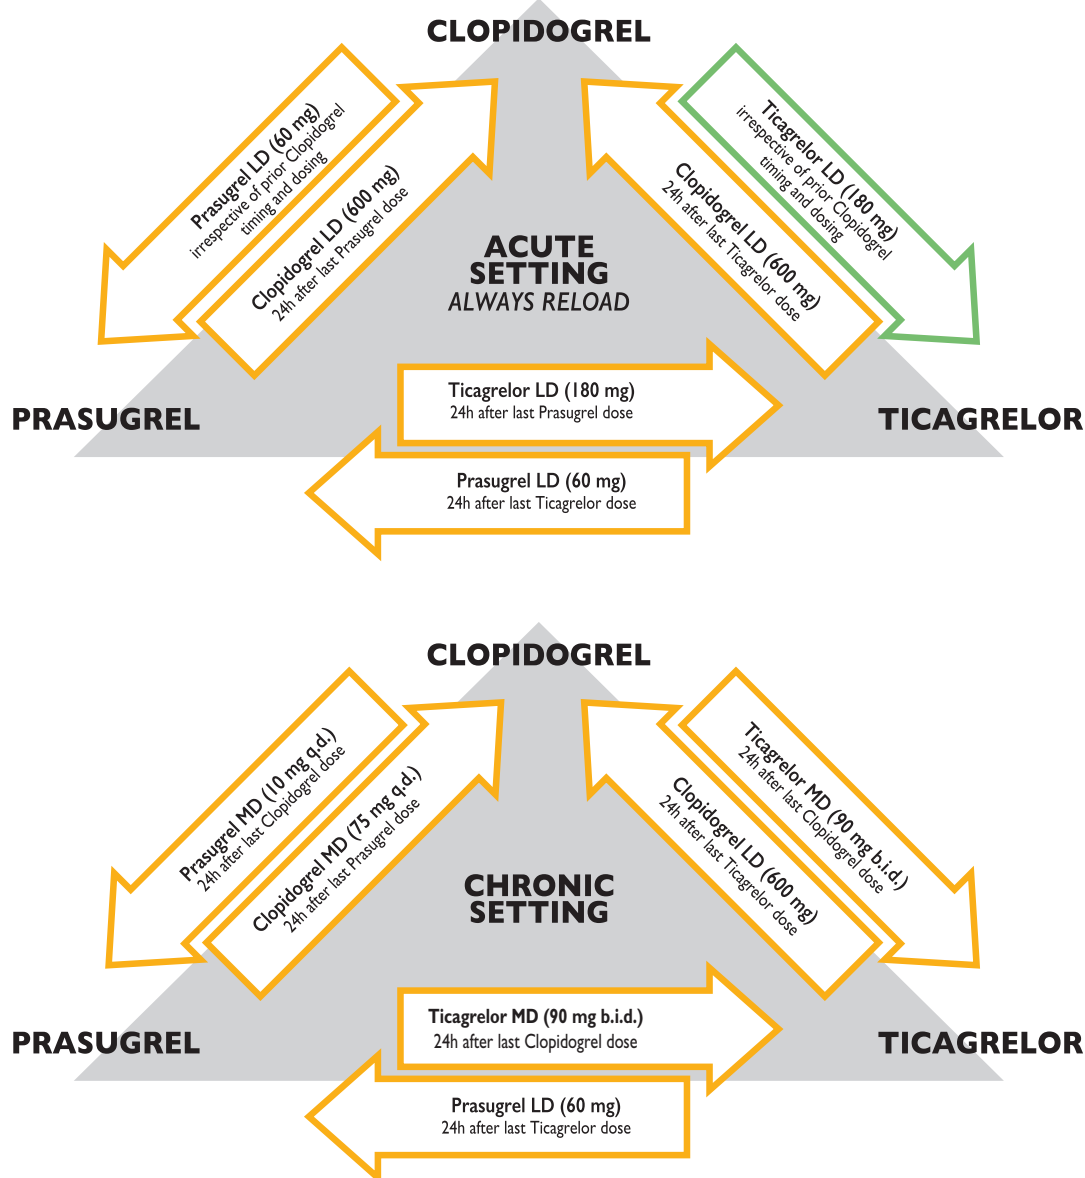 CLOPIDOGREL
Prasugrel LD (60 mg)
irrespective of prior Clopidogrel
timing and dosing
Clopidogrel LD (600 mg)
24h after last Prasugrel dose
Ticagrelor LD (180 mg)
irrespective of prior Clopidogrel
timing and dosing
Clopidogrel LD (600 mg)
24h after last Ticagrelor dose
ACUTE
SETTING
ALWAYS RELOAD
Ticagrelor LD (180 mg)
24h after last Prasugrel dose
PRASUGREL
TICAGRELOR
Prasugrel LD (60 mg)
24h after last Ticagrelor dose
CLOPIDOGREL
Prasugrel MD (10 mg q.d.)
24h after last Clopidogrel dose
Clopidogrel MD (75 mg q.d.)
24h after last Prasugrel dose
Ticagrelor MD (90 mg b.i.d.)
24h after last Clopidogrel dose
Clopidogrel LD (600 mg)
24h after last Ticagrelor dose
CHRONIC
SETTING
Ticagrelor MD (90 mg b.i.d.)
24h after last Clopidogrel dose
PRASUGREL
TICAGRELOR
Prasugrel LD (60 mg)
24h after last Ticagrelor dose